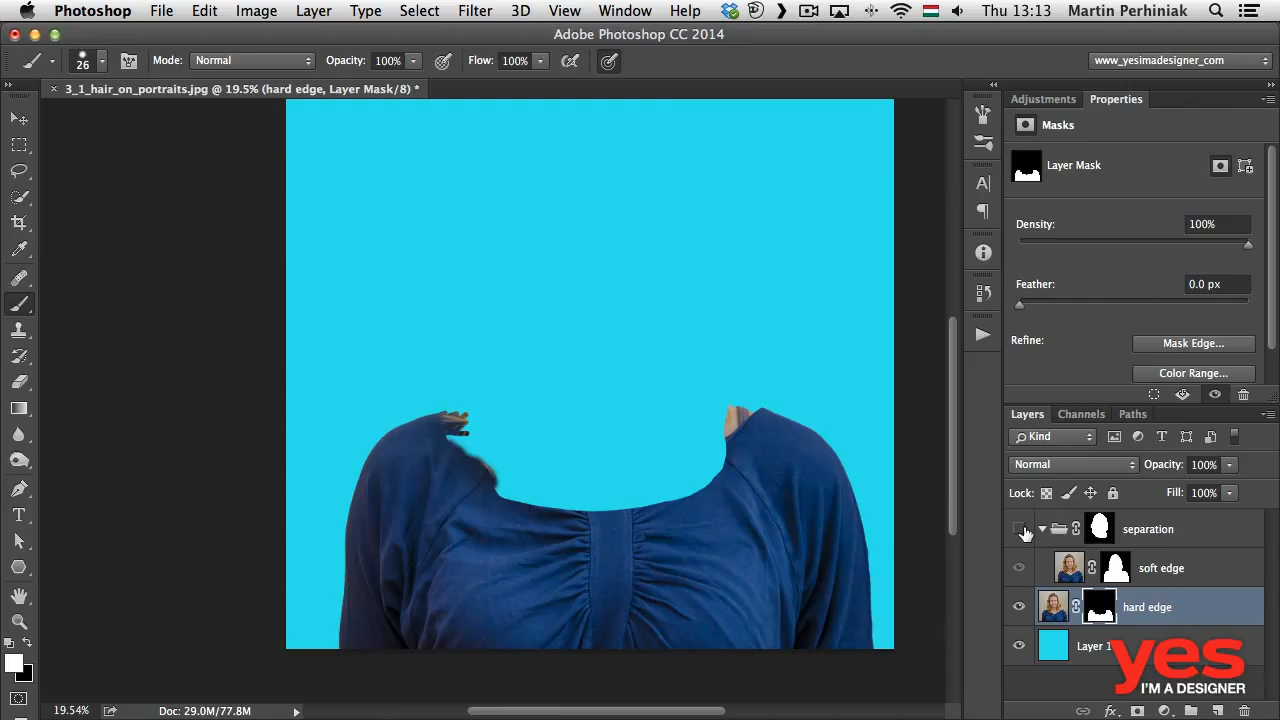 Photoshop File Edit Image Layer Type Select Filter 3D View Window Help Thu 13:13 Martin Perhiniak
Adobe Photoshop CC 2014
26 Mode: Normal Opacity: 100% Flow: 100% www_yesimadesigner_com
3_1_hair_on_portraits.jpg @ 19.5% (hard edge, Layer Mask/8) *
Adjustments Properties
Masks
Layer Mask
Density: 100%
Feather: 0.0 px
Refine: Mask Edge...
Color Range...
Layers Channels Paths
Kind
Normal Opacity: 100%
Lock: Fill: 100%
separation
soft edge
hard edge
Layer 1
yes
I'M A DESIGNER
19.54% Doc: 29.0M/77.8M